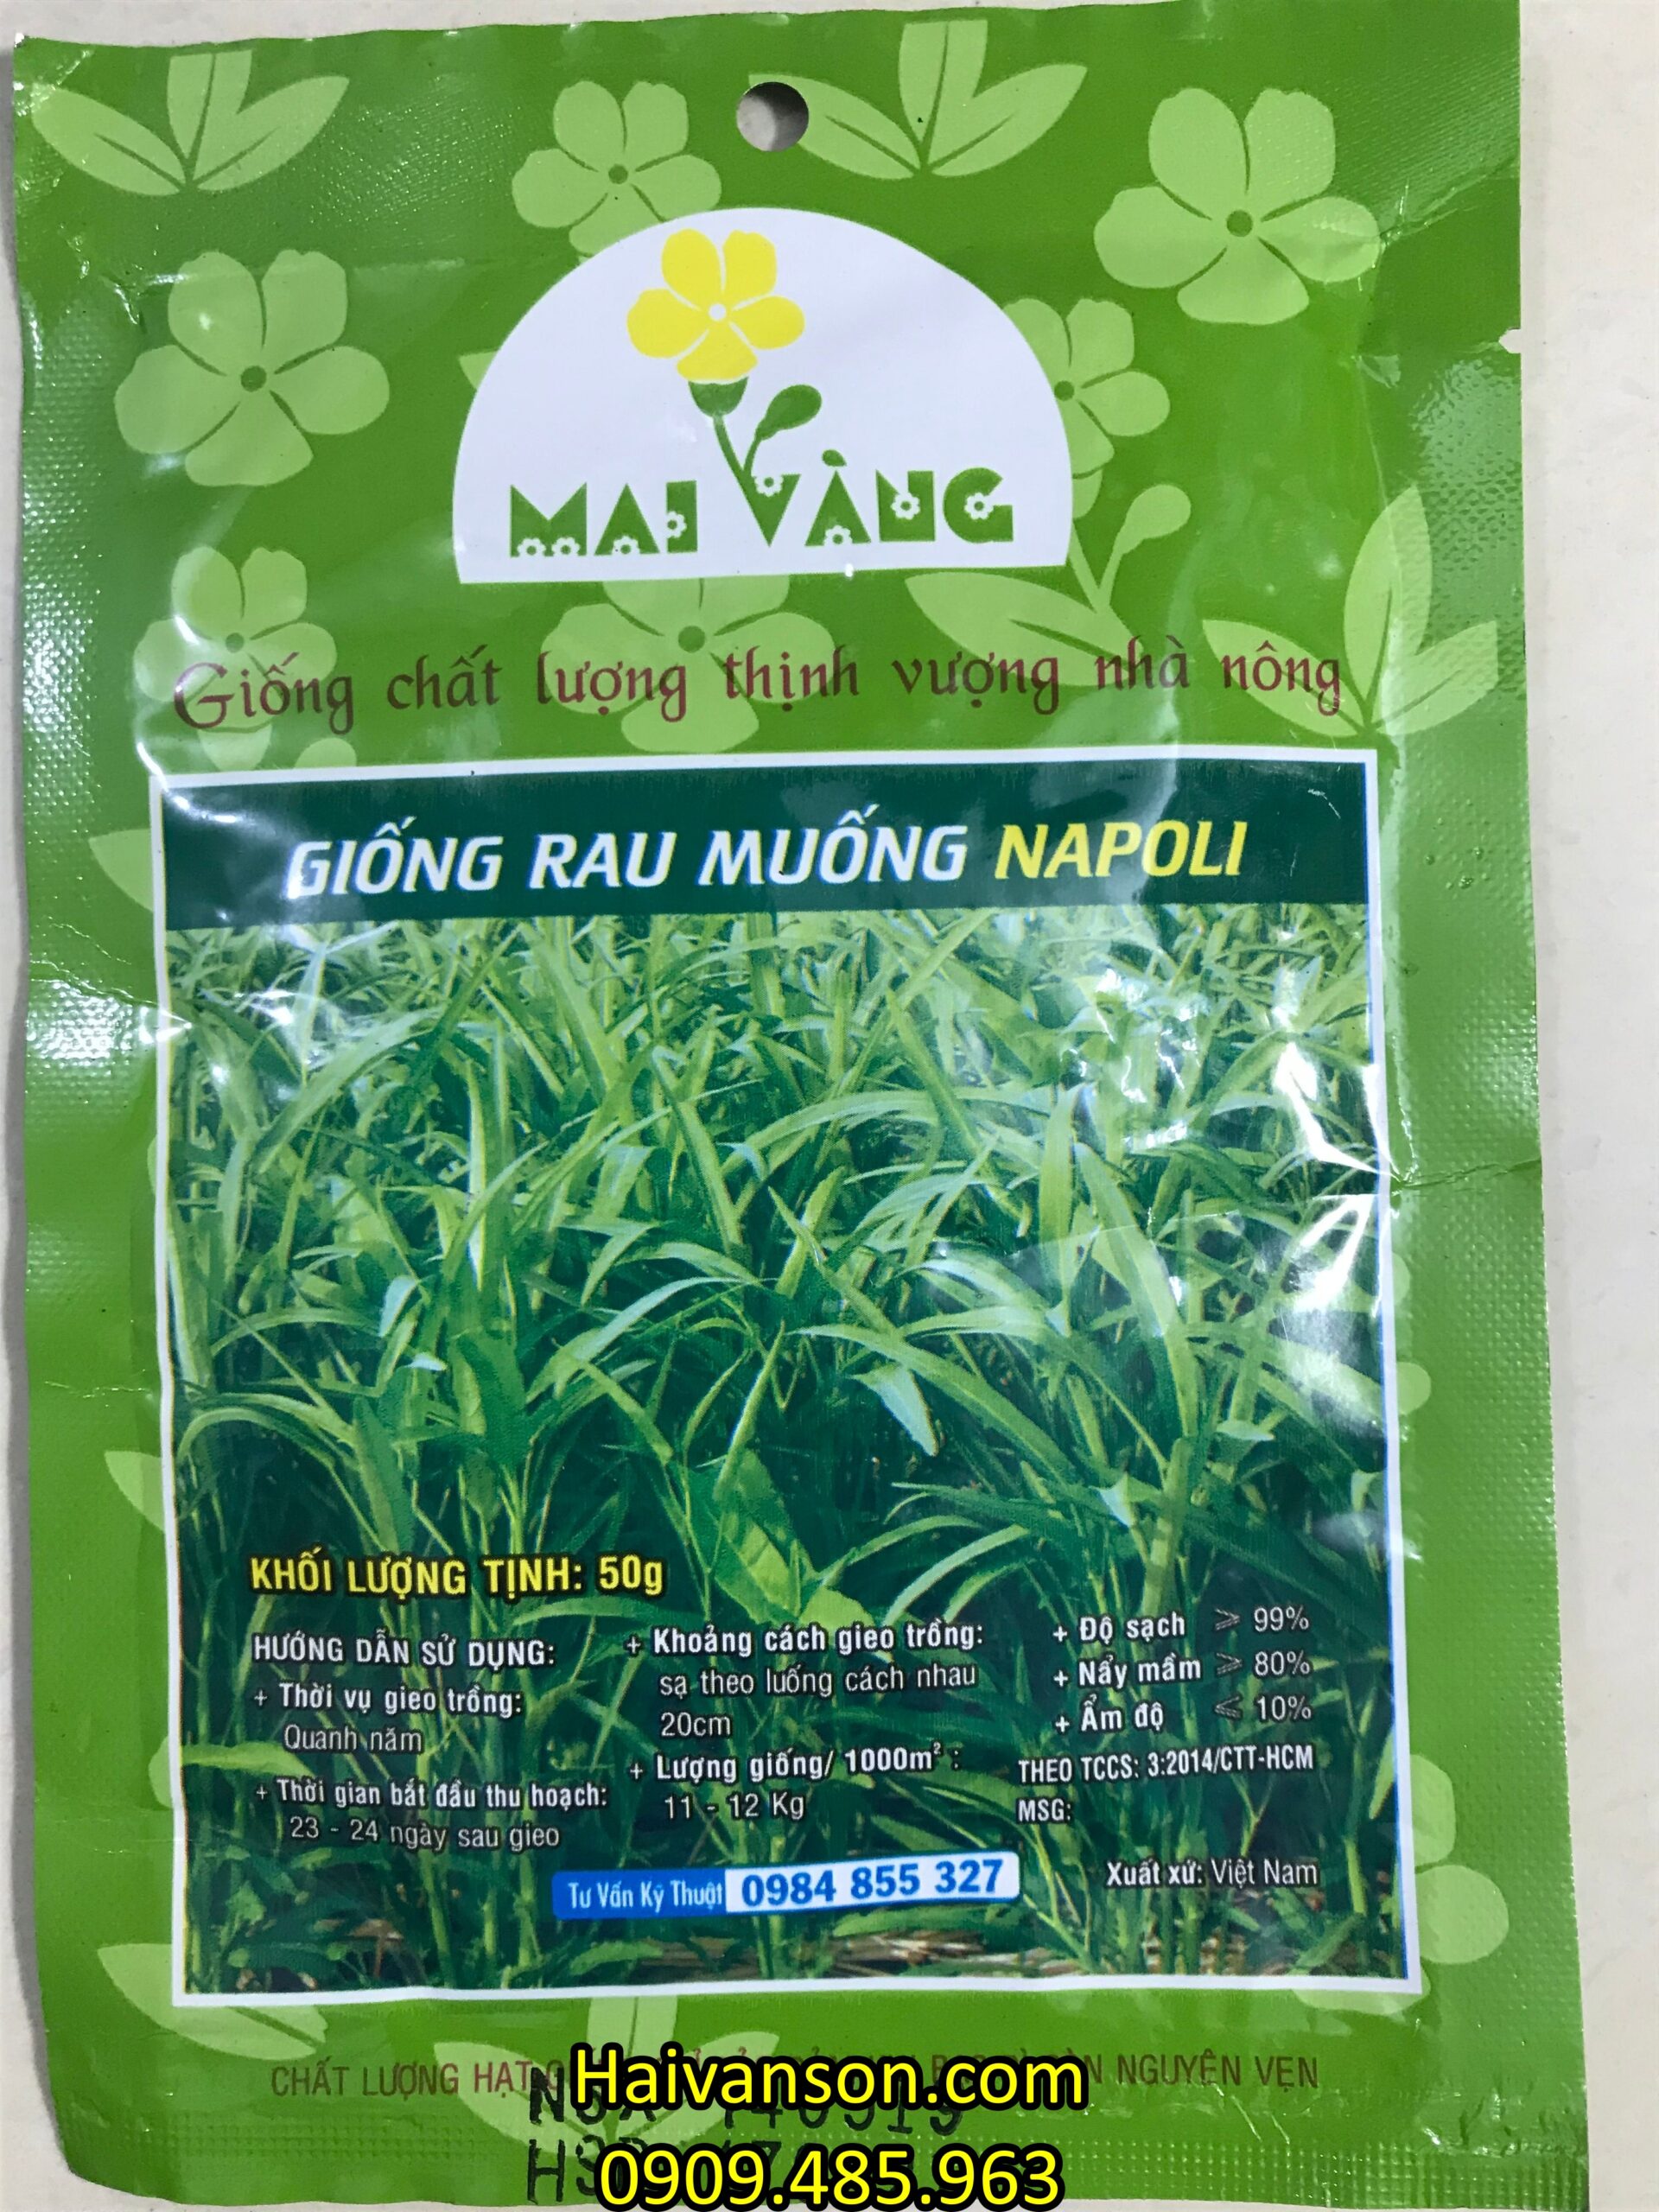 MAI VÀNG
Giống chất lượng thịnh vượng nhà nông
GIỐNG RAU MUỐNG NAPOLI
KHỐI LƯỢNG TỊNH: 50g
HƯỚNG DẪN SỬ DỤNG:
+ Thời vụ gieo trồng:
Quanh năm
+ Thời gian bắt đầu thu hoạch:
23 - 24 ngày sau gieo
+ Khoảng cách gieo trồng:
sạ theo luống cách nhau
20cm
+ Lượng giống/ 1000m² :
11 - 12 Kg
+ Độ sạch ≥ 99%
+ Nẩy mầm ≥ 80%
+ Ẩm độ ≤ 10%
THEO TCCS: 3:2014/CTT-HCM
MSG:
Xuất xứ: Việt Nam
Tư Vấn Kỹ Thuật 0984 855 327
CHẤT LƯỢNG HẠT NGUYÊN VẸN
Haivanson.com
0909.485.963